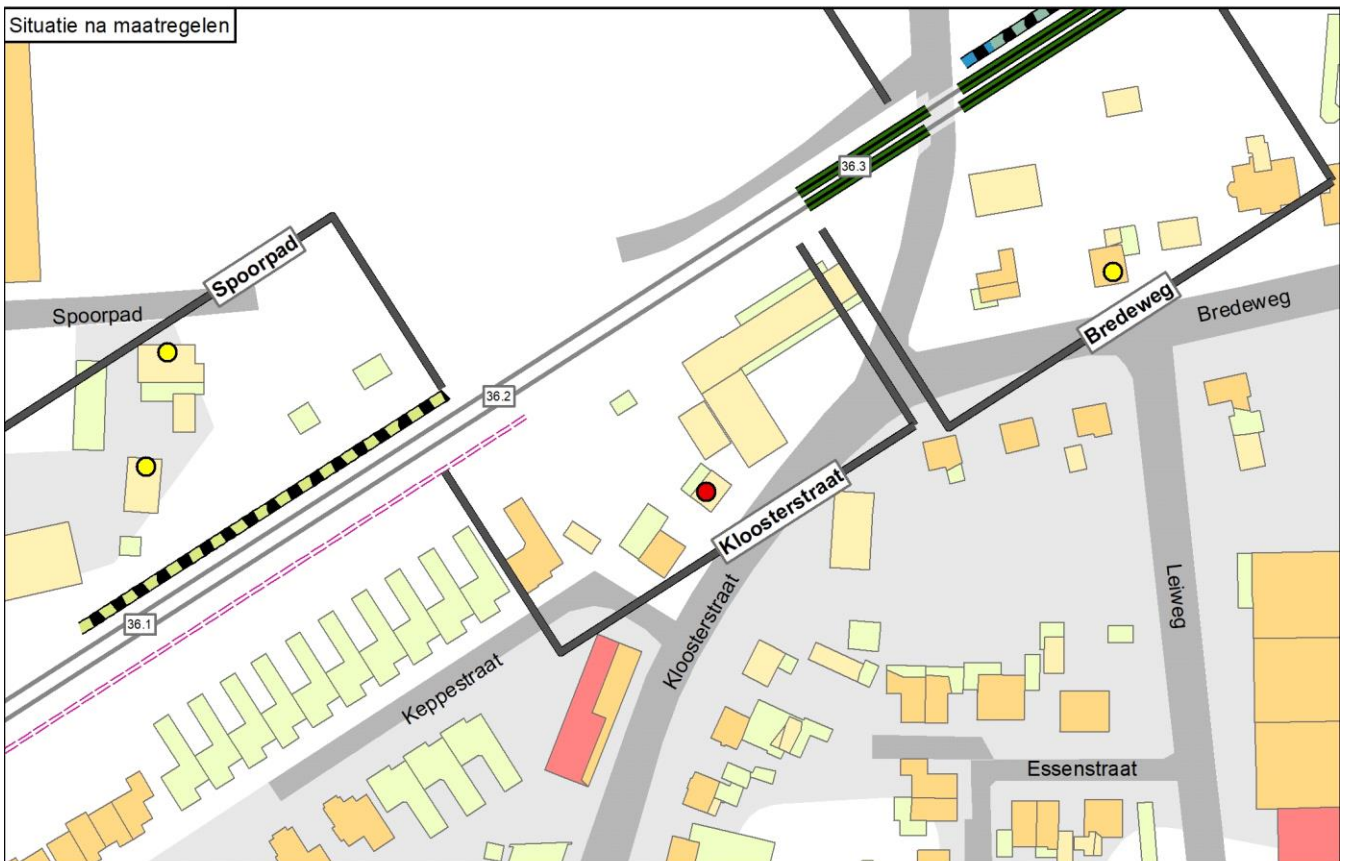 Situatie na maatregelen
36.3
Spoorpad
Spoorpad
Bredeweg
Bredeweg
36.2
Kloosterstraat
Kloosterstraat
Leiweg
36.1
Keppestraat
Essenstraat